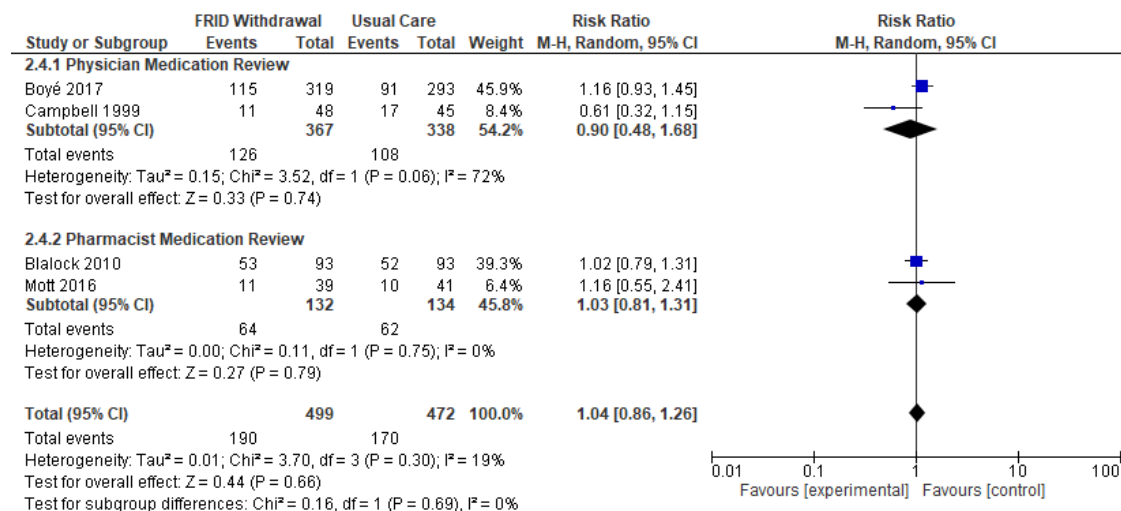 FRID Withdrawal Usual Care Risk Ratio Risk Ratio
Study or Subgroup Events Total Events Total Weight M-H, Random, 95% CI M-H, Random, 95% CI
2.4.1 Physician Medication Review
Boyé 2017 115 319 91 293 45.9% 1.16 [0.93, 1.45]
Campbell 1999 11 48 17 45 8.4% 0.61 [0.32, 1.15]
Subtotal (95% CI) 367 338 54.2% 0.90 [0.48, 1.68]
Total events 126 108
Heterogeneity: Tau² = 0.15; Chi² = 3.52, df = 1 (P = 0.06); I² = 72%
Test for overall effect: Z = 0.33 (P = 0.74)
2.4.2 Pharmacist Medication Review
Blalock 2010 53 93 52 93 39.3% 1.02 [0.79, 1.31]
Mott 2016 11 39 10 41 6.4% 1.16 [0.55, 2.41]
Subtotal (95% CI) 132 134 45.8% 1.03 [0.81, 1.31]
Total events 64 62
Heterogeneity: Tau² = 0.00; Chi² = 0.11, df = 1 (P = 0.75); I² = 0%
Test for overall effect: Z = 0.27 (P = 0.79)
Total (95% CI) 499 472 100.0% 1.04 [0.86, 1.26]
Total events 190 170
Heterogeneity: Tau² = 0.01; Chi² = 3.70, df = 3 (P = 0.30); I² = 19%
Test for overall effect: Z = 0.44 (P = 0.66)
Test for subgroup differences: Chi² = 0.16, df = 1 (P = 0.69), I² = 0%
0.01 0.1 1 10 100
Favours [experimental] Favours [control]